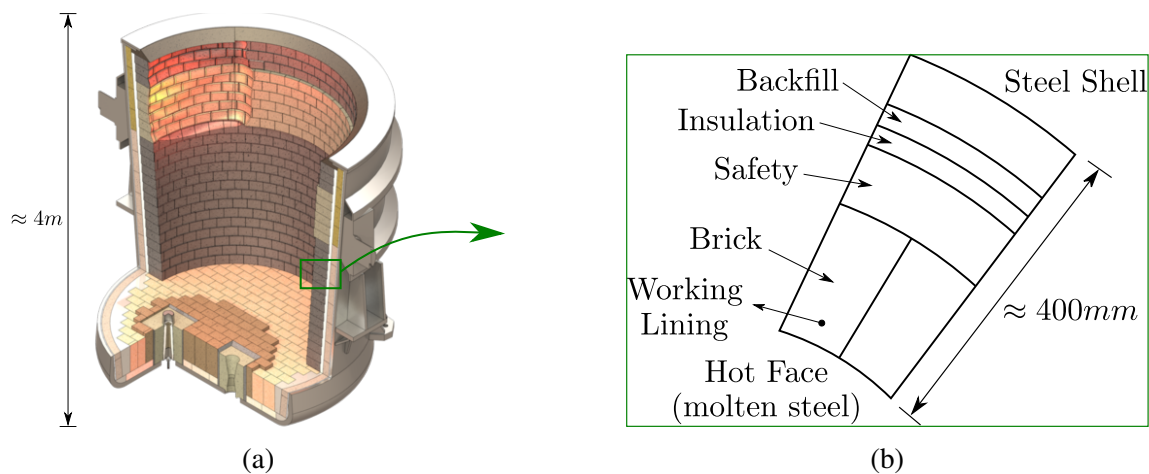 ≈ 4m
(a)
Backfill
Steel Shell
Insulation
Safety
Brick
Working
Lining
≈ 400mm
Hot Face
(molten steel)
(b)